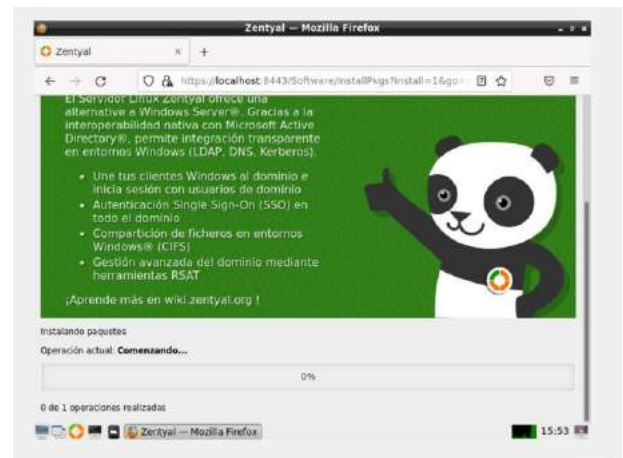 Zentyal — Mozilla Firefox
Zentyal
https://localhost:8443/Software/InstallPkgs?install=1&go=
El Servidor Linux Zentyal ofrece una
alternative a Windows Server®. Gracias a la
interoperabilidad nativa con Microsoft Active
Directory®, permite integración transparente
en entornos Windows (LDAP, DNS, Kerberos).
• Une tus clientes Windows al dominio e
inicia sesión con usuarios de dominio
• Autenticación Single Sign-On (SSO) en
todo el dominio
• Compartición de ficheros en entornos
Windows® (CIFS)
• Gestión avanzada del dominio mediante
herramientas RSAT
¡Aprende más en wiki.zentyal.org !
Instalando paquetes
Operación actual: Comenzando...
0%
0 de 1 operaciones realizadas
Zentyal — Mozilla Firefox
15:53